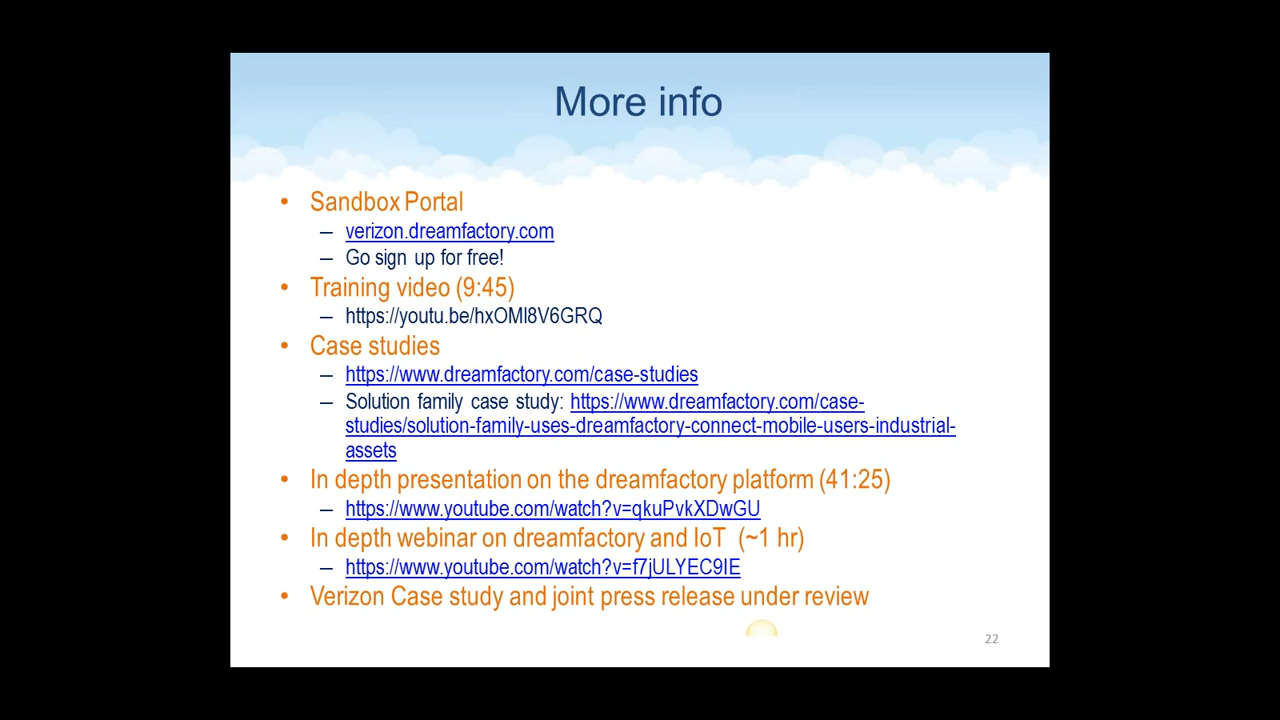 More info
• Sandbox Portal
– verizon.dreamfactory.com
– Go sign up for free!
• Training video (9:45)
– https://youtu.be/hxOMl8V6GRQ
• Case studies
– https://www.dreamfactory.com/case-studies
– Solution family case study: https://www.dreamfactory.com/case-
studies/solution-family-uses-dreamfactory-connect-mobile-users-industrial-
assets
• In depth presentation on the dreamfactory platform (41:25)
– https://www.youtube.com/watch?v=qkuPvkXDwGU
• In depth webinar on dreamfactory and IoT (~1 hr)
– https://www.youtube.com/watch?v=f7jULYEC9IE
• Verizon Case study and joint press release under review
22